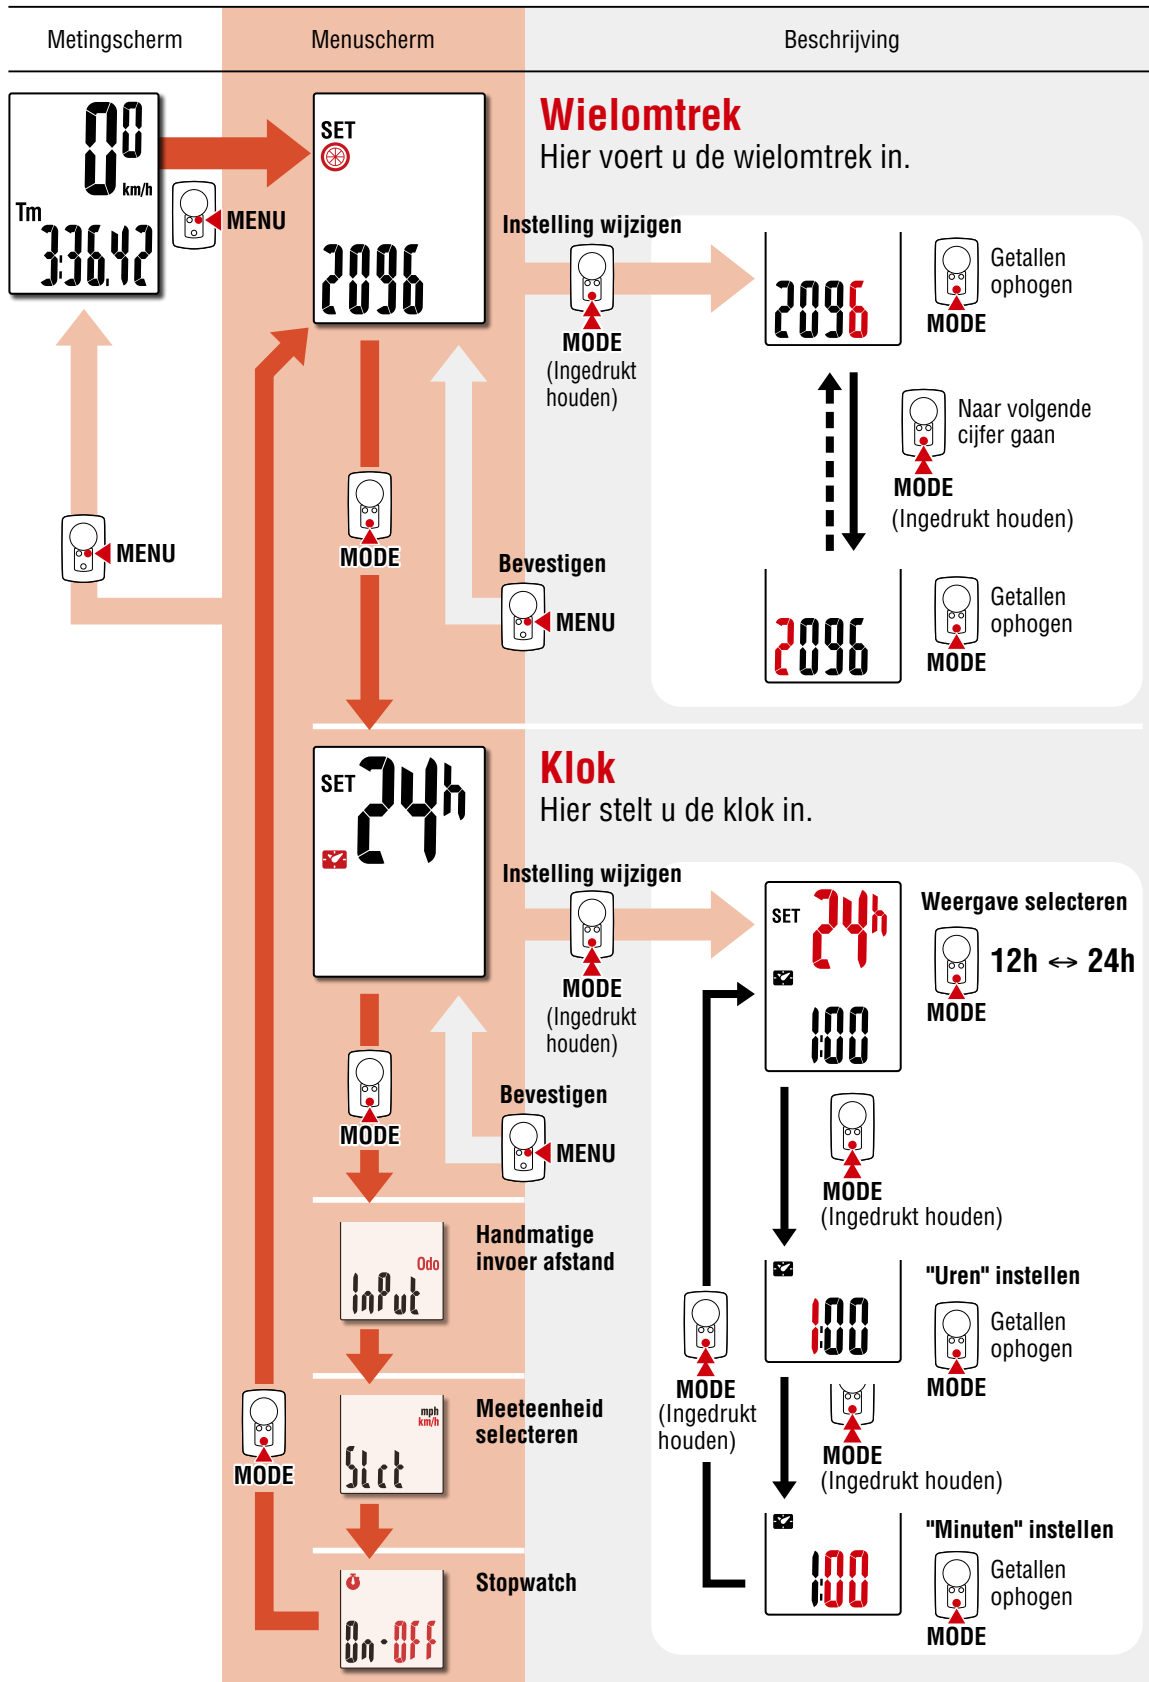 Metingscherm
Menuscherm
Beschrijving
0⁰
km/h
Tm
3:36.42
MENU
SET
2096
Wielomtrek
Hier voert u de wielomtrek in.
Instelling wijzigen
MODE
(Ingedrukt
houden)
2096
Getallen
ophogen
MODE
Naar volgende
cijfer gaan
MODE
(Ingedrukt houden)
2096
Getallen
ophogen
MODE
MODE
Bevestigen
MENU
MENU
SET
24h
Klok
Hier stelt u de klok in.
Instelling wijzigen
MODE
(Ingedrukt
houden)
SET
24h
1:00
Weergave selecteren
12h ↔ 24h
MODE
MODE
(Ingedrukt houden)
1:00
"Uren" instellen
Getallen
ophogen
MODE
MODE
(Ingedrukt houden)
MODE
(Ingedrukt
houden)
1:00
"Minuten" instellen
Getallen
ophogen
MODE
MODE
Bevestigen
MENU
Odo
InPut
Handmatige
invoer afstand
mph
km/h
Slct
Meeteenheid
selecteren
MODE
On-OFF
Stopwatch